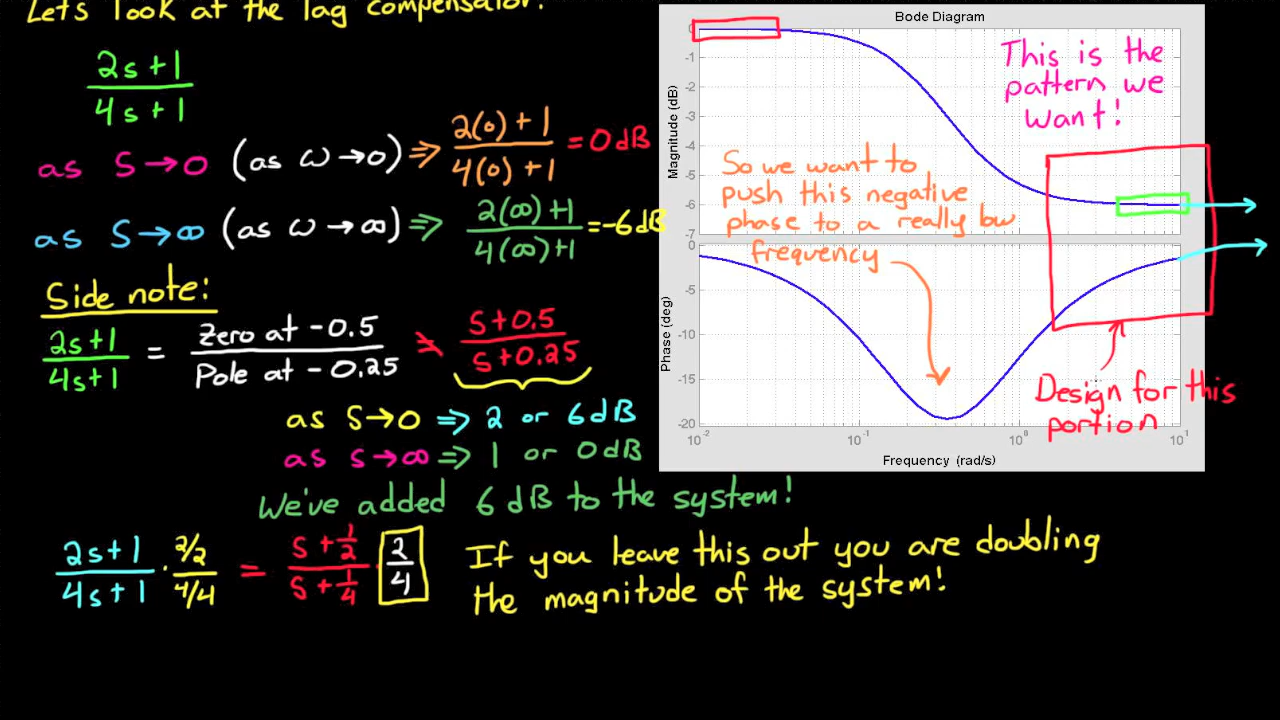 Lets look at the lag compensator!
2s+1
4s+1
as S→0 (as ω→0) ⇒ 2(0)+1 / 4(0)+1 = 0dB
as S→∞ (as ω→∞) ⇒ 2(∞)+1 / 4(∞)+1 = -6dB
Side note:
2s+1 / 4s+1 = Zero at -0.5 / Pole at -0.25 ≠ S+0.5 / S+0.25
as S→0 ⇒ 2 or 6dB
as S→∞ ⇒ 1 or 0dB
We've added 6dB to the system!
2s+1 / 4s+1 · 2/2 / 4/4 = S+1/2 / S+1/4 · 2/4
If you leave this out you are doubling
the magnitude of the system!
Bode Diagram
Magnitude (dB)
0
-1
-2
-3
-4
-5
-6
-7
This is the
pattern we
want!
So we want to
push this negative
phase to a really low
frequency
Phase (deg)
0
-5
-10
-15
-20
Design for this
portion
10^-2 10^-1 10^0 10^1
Frequency (rad/s)